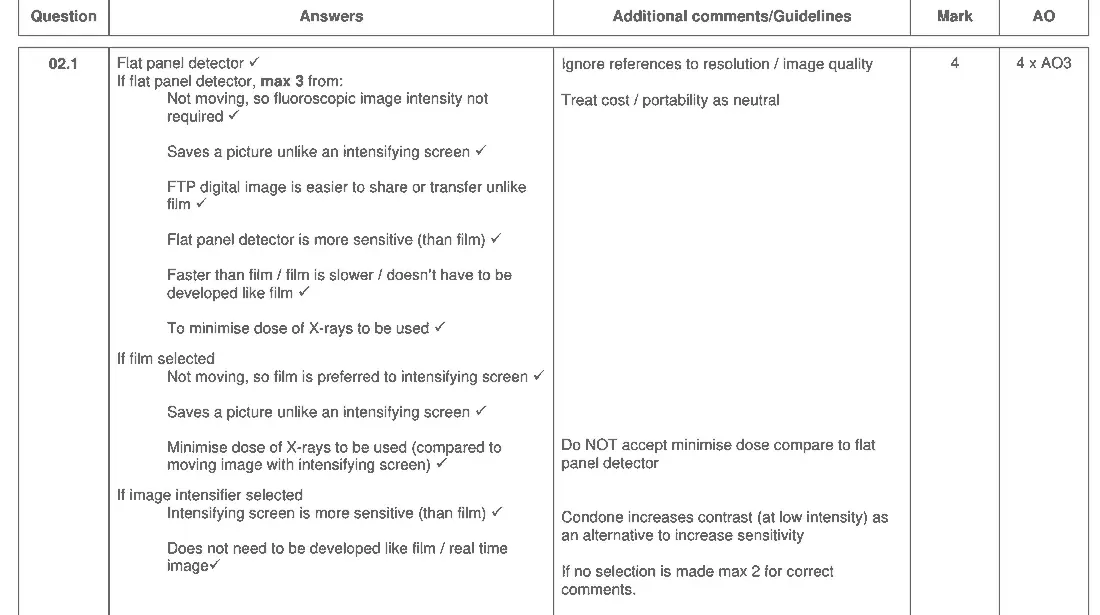 Question Answers Additional comments/Guidelines Mark AO
02.1 Flat panel detector ✓ Ignore references to resolution / image quality 4 4 x AO3
If flat panel detector, max 3 from:
Not moving, so fluoroscopic image intensity not Treat cost / portability as neutral
required ✓
Saves a picture unlike an intensifying screen ✓
FTP digital image is easier to share or transfer unlike
film ✓
Flat panel detector is more sensitive (than film) ✓
Faster than film / film is slower / doesn't have to be
developed like film ✓
To minimise dose of X-rays to be used ✓
If film selected
Not moving, so film is preferred to intensifying screen ✓
Saves a picture unlike an intensifying screen ✓
Minimise dose of X-rays to be used (compared to Do NOT accept minimise dose compare to flat
moving image with intensifying screen) ✓ panel detector
If image intensifier selected
Intensifying screen is more sensitive (than film) ✓ Condone increases contrast (at low intensity) as
an alternative to increase sensitivity
Does not need to be developed like film / real time
image✓ If no selection is made max 2 for correct
comments.